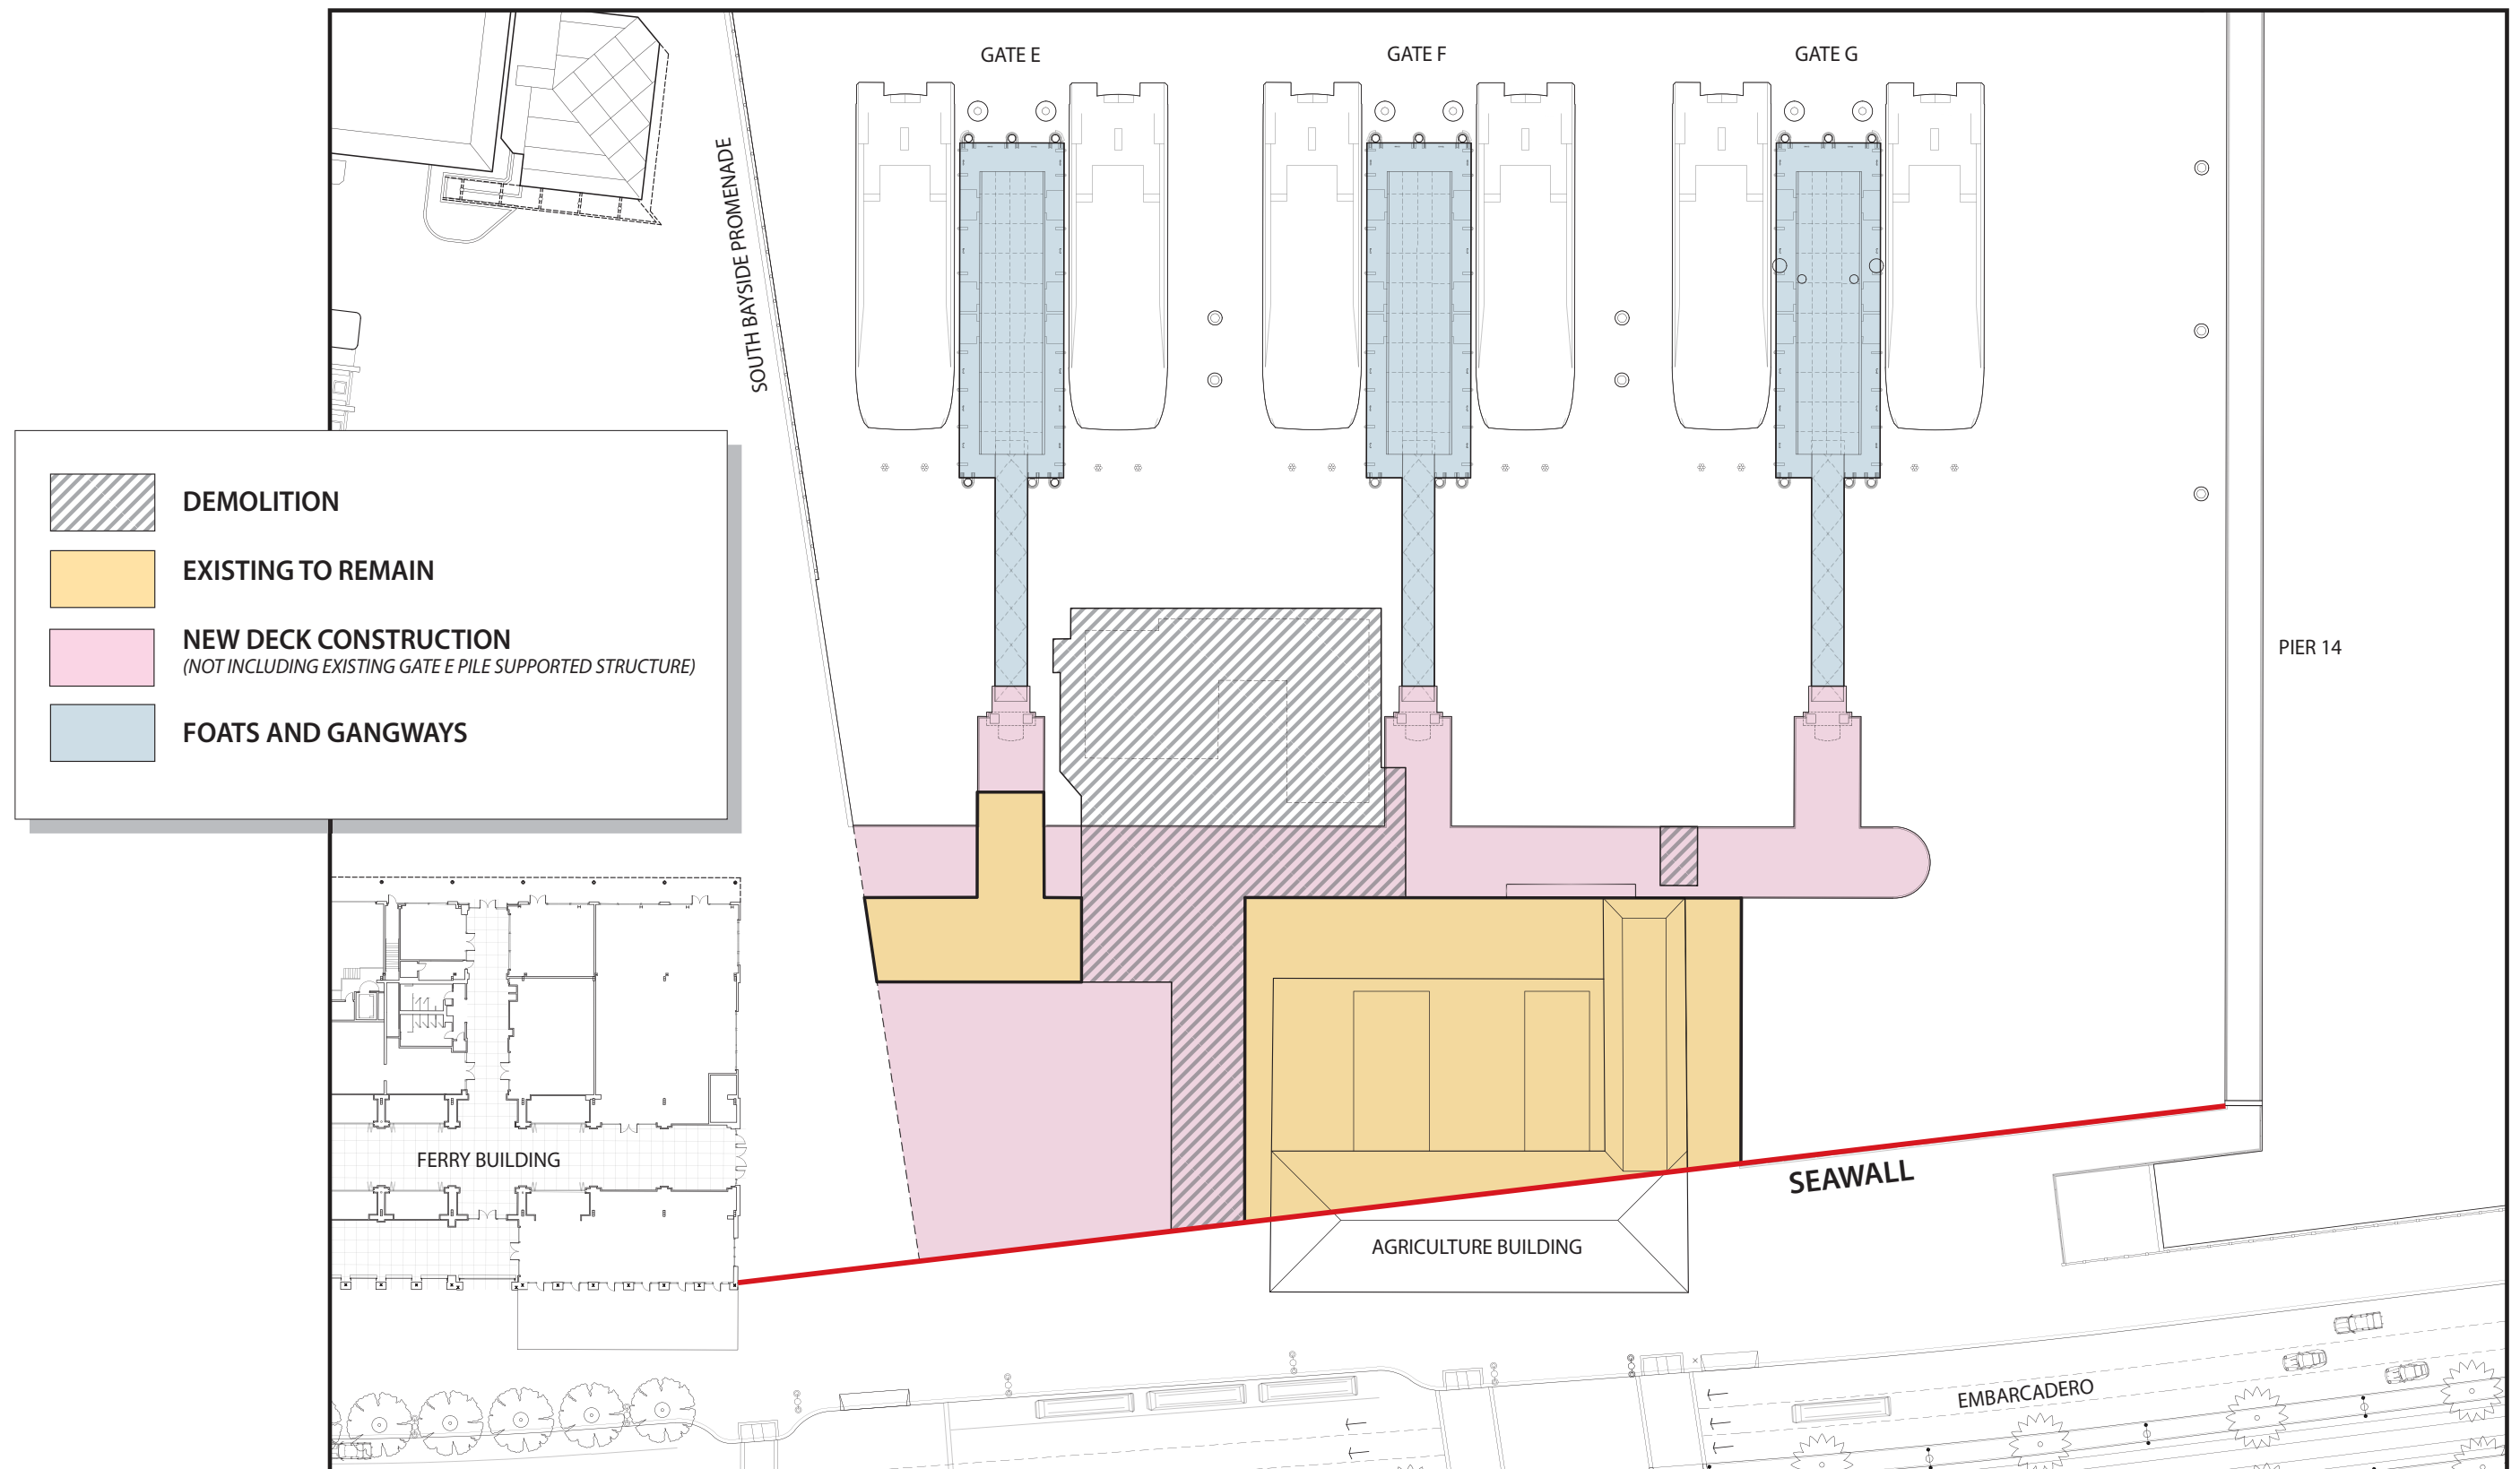 GATE E
GATE F
GATE G
SOUTH BAYSIDE PROMENADE
DEMOLITION
EXISTING TO REMAIN
NEW DECK CONSTRUCTION
(NOT INCLUDING EXISTING GATE E PILE SUPPORTED STRUCTURE)
FOATS AND GANGWAYS
PIER 14
FERRY BUILDING
SEAWALL
AGRICULTURE BUILDING
EMBARCADERO